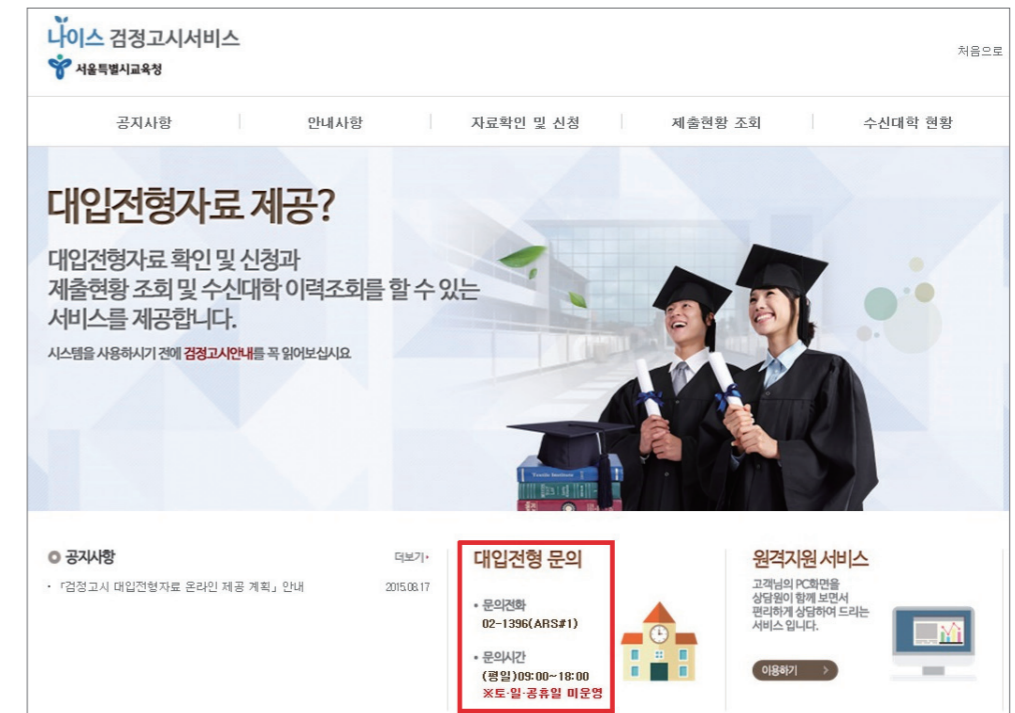 나이스 검정고시서비스
서울특별시교육청
처음으로
공지사항
안내사항
자료확인 및 신청
제출현황 조회
수신대학 현황
대입전형자료 제공?
대입전형자료 확인 및 신청과
제출현황 조회 및 수신대학 이력조회를 할 수 있는
서비스를 제공합니다.
시스템을 사용하시기 전에 검정고시안내를 꼭 읽어보십시요
공지사항
더보기
· 「검정고시 대입전형자료 온라인 제공 계획」 안내
2015.08.17
대입전형 문의
• 문의전화
02-1396(ARS#1)
• 문의시간
(평일)09:00~18:00
※토·일·공휴일 미운영
원격지원 서비스
고객님의 PC화면을
상담원이 함께 보면서
편리하게 상담하여 드리는
서비스 입니다.
이용하기 >